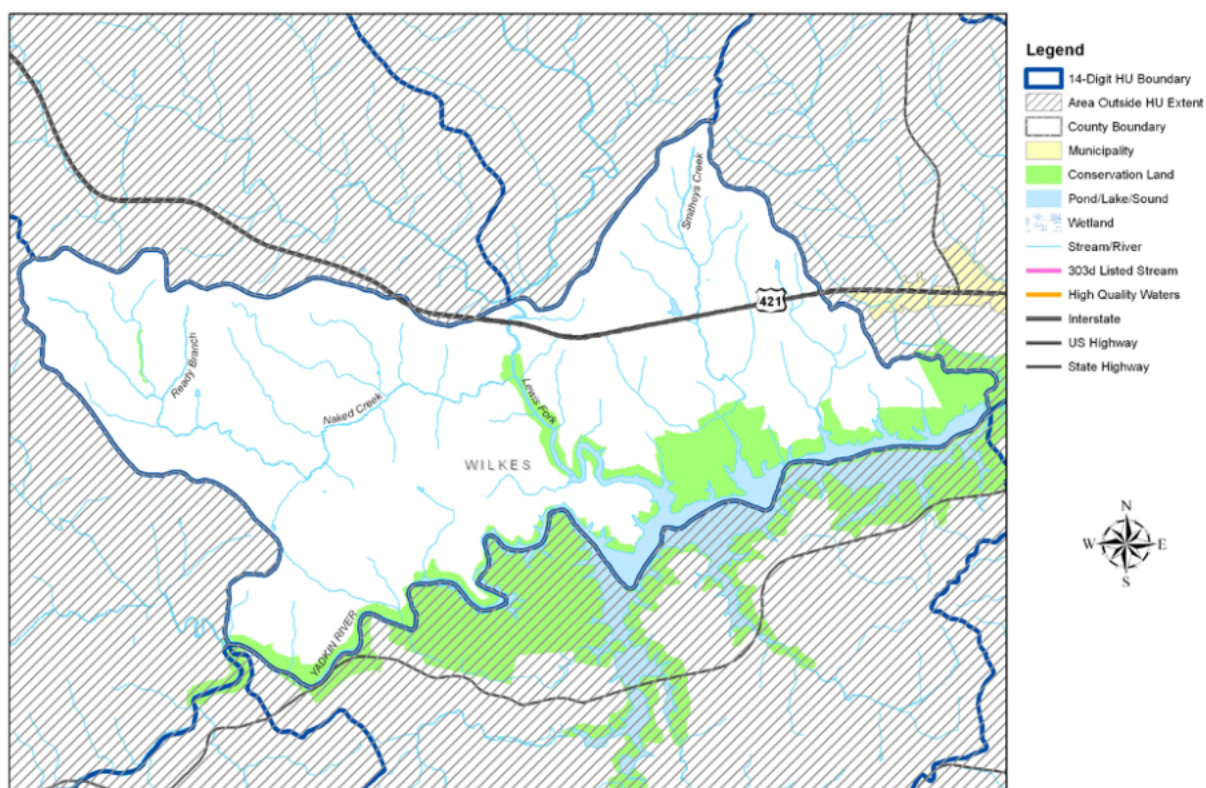 Smitheys Creek
421
Ready Branch
Naked Creek
Lewis Fork
WILKES
YADKIN RIVER
Legend
14-Digit HU Boundary
Area Outside HU Extent
County Boundary
Municipality
Conservation Land
Pond/Lake/Sound
Wetland
Stream/River
303d Listed Stream
High Quality Waters
Interstate
US Highway
State Highway
N
W E
S